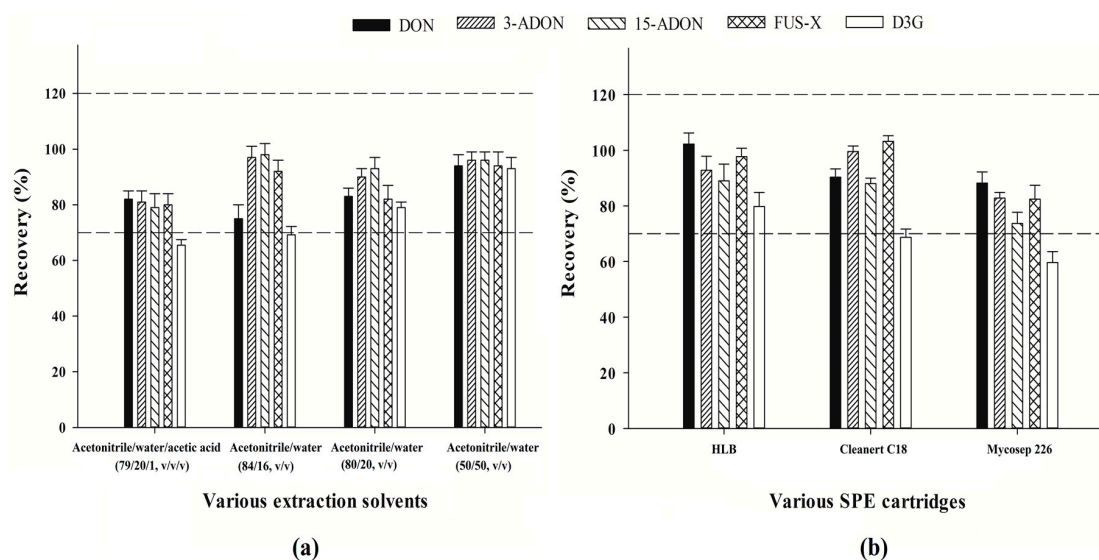 DON 3-ADON 15-ADON FUS-X D3G
Recovery (%)
120
100
80
60
40
20
0
Acetonitrile/water/acetic acid
(79/20/1, v/v/v)
Acetonitrile/water
(84/16, v/v)
Acetonitrile/water
(80/20, v/v)
Acetonitrile/water
(50/50, v/v)
Various extraction solvents
(a)
Recovery (%)
120
100
80
60
40
20
0
HLB
Cleanert C18
Mycosep 226
Various SPE cartridges
(b)